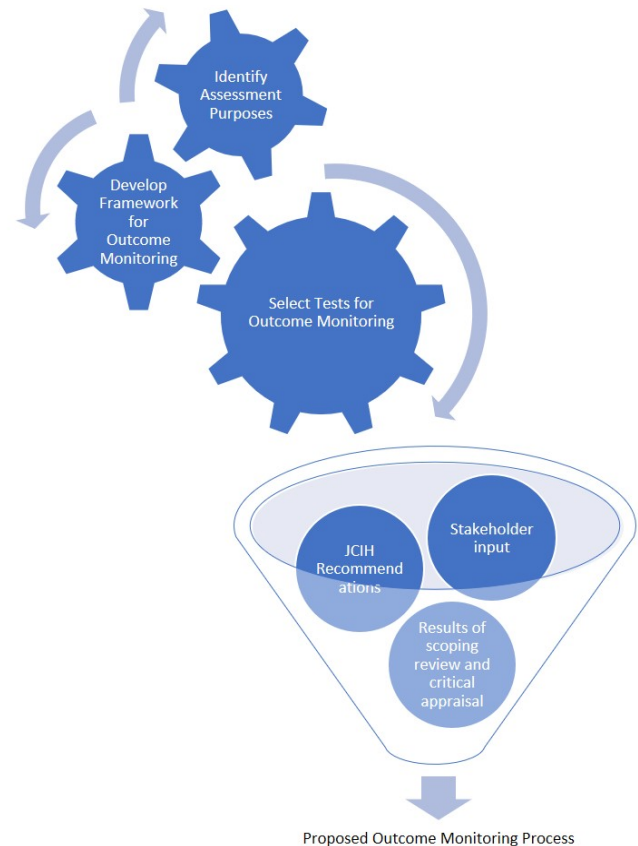 Identify
Assessment
Purposes
Develop
Framework
for
Outcome
Monitoring
Select Tests for
Outcome Monitoring
Stakeholder
input
JCIH
Recommend
ations
Results of
scoping
review and
critical
appraisal
Proposed Outcome Monitoring Process